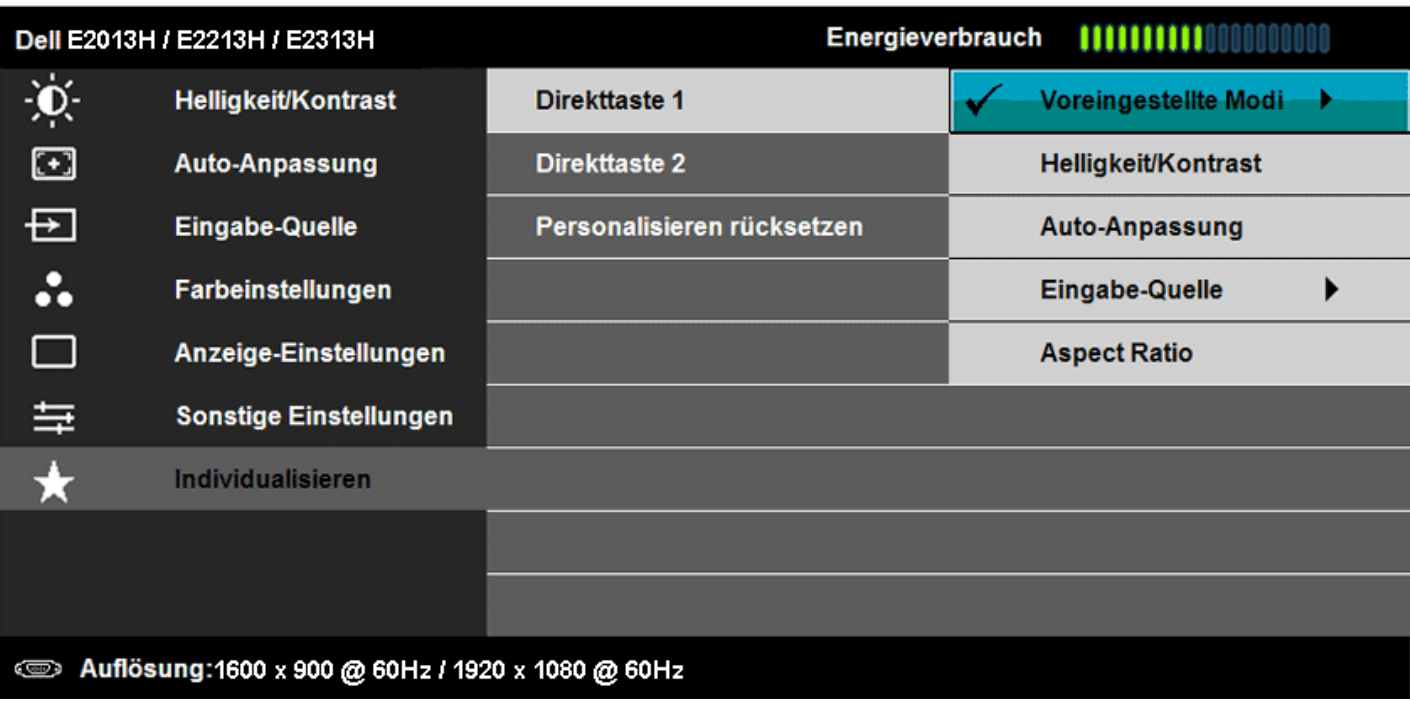 Dell E2013H / E2213H / E2313H Energieverbrauch
Helligkeit/Kontrast Direkttaste 1 Voreingestellte Modi
Auto-Anpassung Direkttaste 2 Helligkeit/Kontrast
Eingabe-Quelle Personalisieren rücksetzen Auto-Anpassung
Farbeinstellungen Eingabe-Quelle
Anzeige-Einstellungen Aspect Ratio
Sonstige Einstellungen
Individualisieren
Auflösung:1600 x 900 @ 60Hz / 1920 x 1080 @ 60Hz